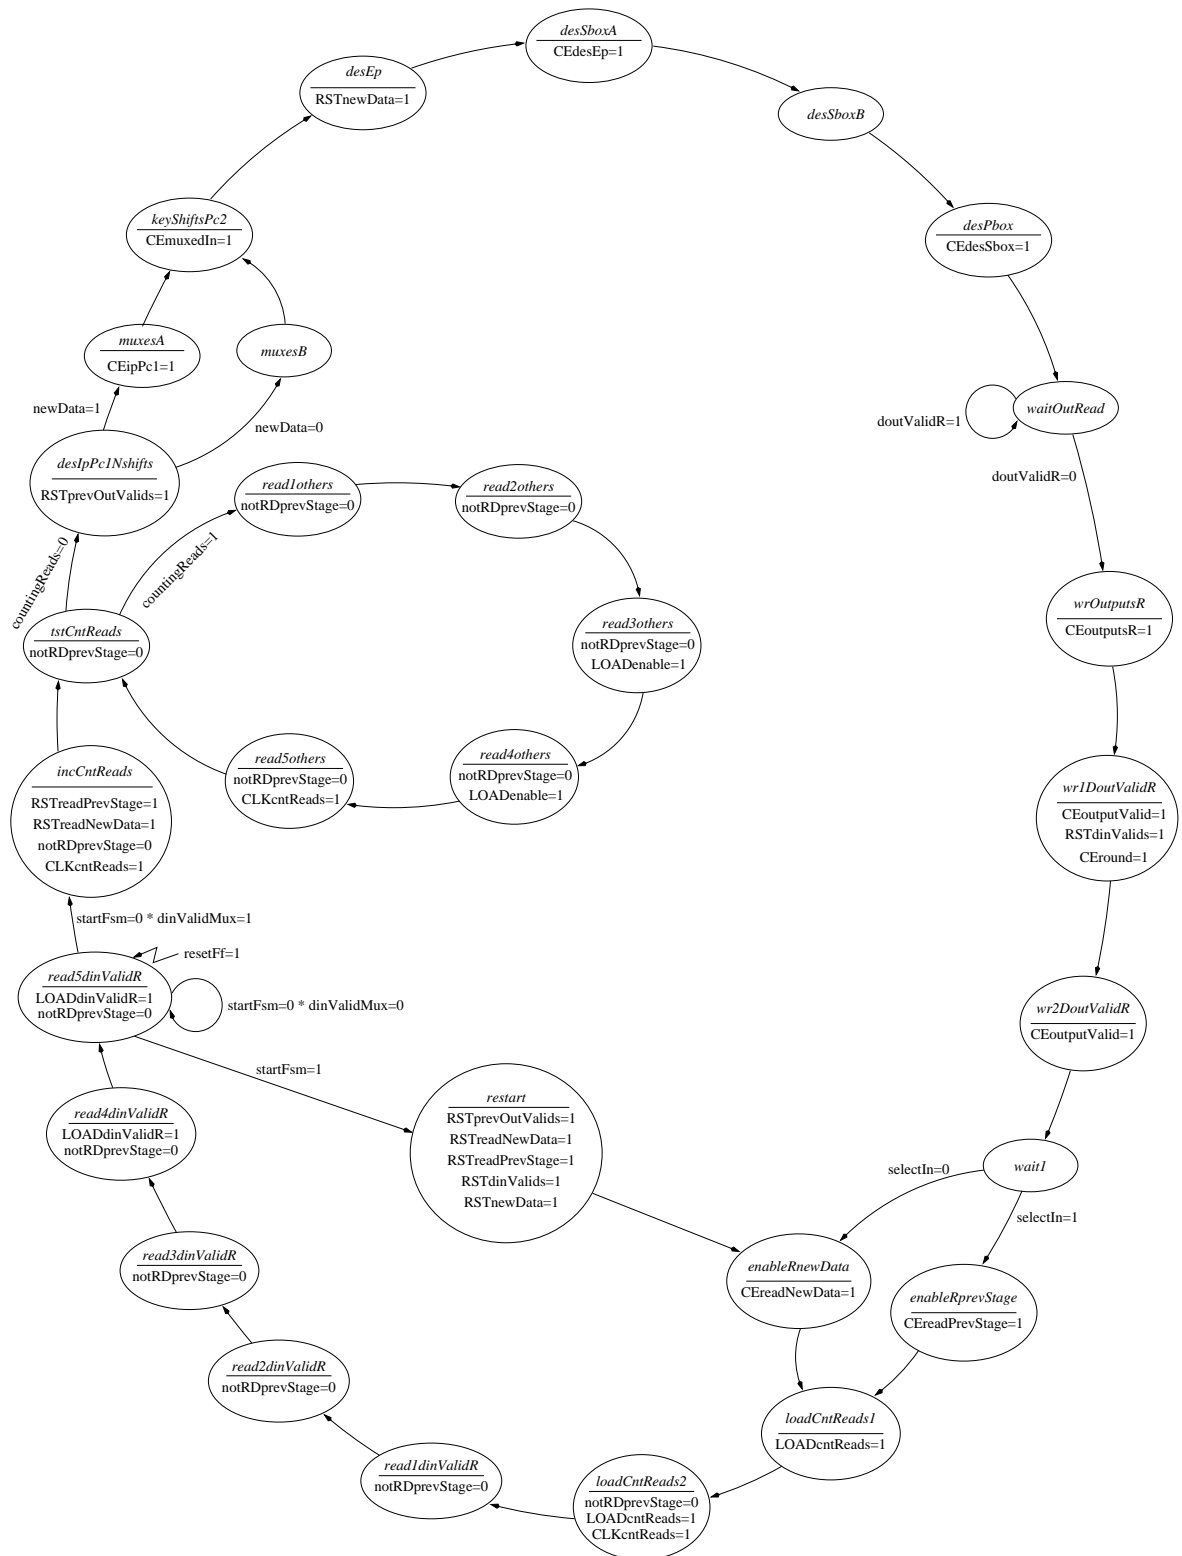 desSboxA
CEdesEp=1
desEp
RSTnewData=1
desSboxB
keyShiftsPc2
CEmuxedIn=1
desPbox
CEdesSbox=1
muxesA
CEipPc1=1
muxesB
newData=1
newData=0
waitOutRead
doutValidR=1
doutValidR=0
desIpPc1Nshifts
RSTprevOutValids=1
read1others
notRDprevStage=0
read2others
notRDprevStage=0
countingReads=0
countingReads=1
tstCntReads
notRDprevStage=0
read3others
notRDprevStage=0
LOADenable=1
wrOutputsR
CEoutputsR=1
read5others
notRDprevStage=0
CLKcntReads=1
read4others
notRDprevStage=0
LOADenable=1
incCntReads
RSTreadPrevStage=1
RSTreadNewData=1
notRDprevStage=0
CLKcntReads=1
wr1DoutValidR
CEoutputValid=1
RSTdinValids=1
CEround=1
startFsm=0 * dinValidMux=1
resetFf=1
read5dinValidR
LOADdinValidR=1
notRDprevStage=0
startFsm=0 * dinValidMux=0
wr2DoutValidR
CEoutputValid=1
startFsm=1
read4dinValidR
LOADdinValidR=1
notRDprevStage=0
restart
RSTprevOutValids=1
RSTreadNewData=1
RSTreadPrevStage=1
RSTdinValids=1
RSTnewData=1
wait1
selectIn=0
selectIn=1
read3dinValidR
notRDprevStage=0
enableRnewData
CEreadNewData=1
enableRprevStage
CEreadPrevStage=1
read2dinValidR
notRDprevStage=0
loadCntReads1
LOADcntReads=1
read1dinValidR
notRDprevStage=0
loadCntReads2
notRDprevStage=0
LOADcntReads=1
CLKcntReads=1